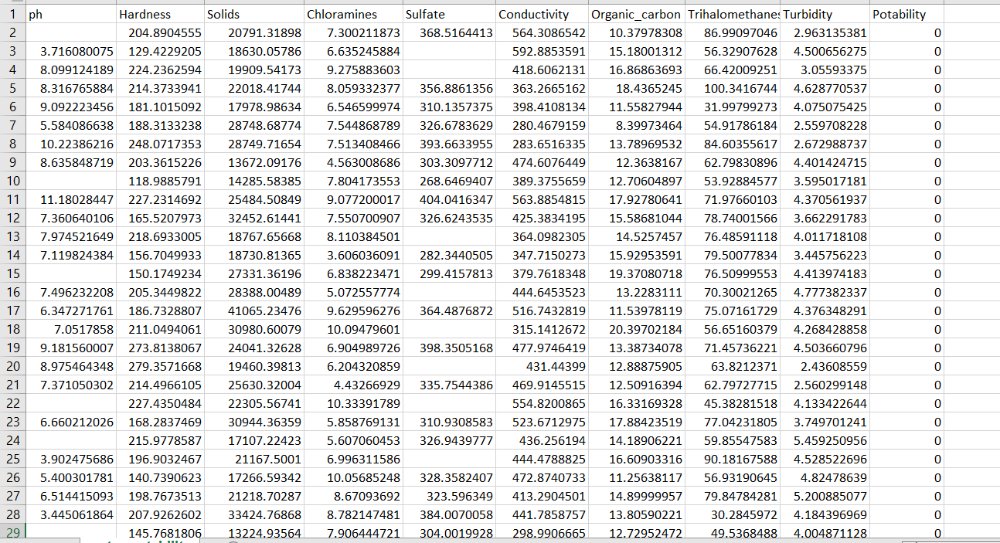 1 ph Hardness Solids Chloramines Sulfate Conductivity Organic_carbon Trihalomethanes Turbidity Potability
2 204.8904555 20791.31898 7.300211873 368.5164413 564.3086542 10.37978308 86.99097046 2.963135381 0
3 3.716080075 129.4229205 18630.05786 6.635245884 592.8853591 15.18001312 56.32907628 4.500656275 0
4 8.099124189 224.2362594 19909.54173 9.275883603 418.6062131 16.86863693 66.42009251 3.05593375 0
5 8.316765884 214.3733941 22018.41744 8.059332377 356.8861356 363.2665162 18.4365245 100.3416744 4.628770537 0
6 9.092223456 181.1015092 17978.98634 6.546599974 310.1357375 398.4108134 11.55827944 31.99799273 4.075075425 0
7 5.584086638 188.3133238 28748.68774 7.544868789 326.6783629 280.4679159 8.39973464 54.91786184 2.559708228 0
8 10.22386216 248.0717353 28749.71654 7.513408466 393.6633955 283.6516335 13.78969532 84.60355617 2.672988737 0
9 8.635848719 203.3615226 13672.09176 4.563008686 303.3097712 474.6076449 12.3638167 62.79830896 4.401424715 0
10 118.9885791 14285.58385 7.804173553 268.6469407 389.3755659 12.70604897 53.92884577 3.595017181 0
11 11.18028447 227.2314692 25484.50849 9.077200017 404.0416347 563.8854815 17.92780641 71.97660103 4.370561937 0
12 7.360640106 165.5207973 32452.61441 7.550700907 326.6243535 425.3834195 15.58681044 78.74001566 3.662291783 0
13 7.974521649 218.6933005 18767.65668 8.110384501 364.0982305 14.5257457 76.48591118 4.011718108 0
14 7.119824384 156.7049933 18730.81365 3.606036091 282.3440505 347.7150273 15.92953591 79.50077834 3.445756223 0
15 150.1749234 27331.36196 6.838223471 299.4157813 379.7618348 19.37080718 76.50999553 4.413974183 0
16 7.496232208 205.3449822 28388.00489 5.072557774 444.6453523 13.2283111 70.30021265 4.777382337 0
17 6.347271761 186.7328807 41065.23476 9.629596276 364.4876872 516.7432819 11.53978119 75.07161729 4.376348291 0
18 7.0517858 211.0494061 30980.60079 10.09479601 315.1412672 20.39702184 56.65160379 4.268428858 0
19 9.181560007 273.8138067 24041.32628 6.904989726 398.3505168 477.9746419 13.38734078 71.45736221 4.503660796 0
20 8.975464348 279.3571668 19460.39813 6.204320859 431.44399 12.88875905 63.8212371 2.43608559 0
21 7.371050302 214.4966105 25630.32004 4.43266929 335.7544386 469.9145515 12.50916394 62.79727715 2.560299148 0
22 227.4350484 22305.56741 10.33391789 554.8200865 16.33169328 45.38281518 4.133422644 0
23 6.660212026 168.2837469 30944.36359 5.858769131 310.9308583 523.6712975 17.88423519 77.04231805 3.749701241 0
24 215.9778587 17107.22423 5.607060453 326.9439777 436.256194 14.18906221 59.85547583 5.459250956 0
25 3.902475686 196.9032467 21167.5001 6.996311586 444.4788825 16.60903316 90.18167588 4.528522696 0
26 5.400301781 140.7390623 17266.59342 10.05685248 328.3582407 472.8740733 11.25638117 56.93190645 4.82478639 0
27 6.514415093 198.7673513 21218.70287 8.67093692 323.596349 413.2904501 14.89999957 79.84784281 5.200885077 0
28 3.445061864 207.9262602 33424.76868 8.782147481 384.0070058 441.7858757 13.80590221 30.2845972 4.184396969 0
29 145.7681806 13224.93564 7.906444721 304.0019928 298.9906665 12.72952472 49.5368488 4.004871128 0